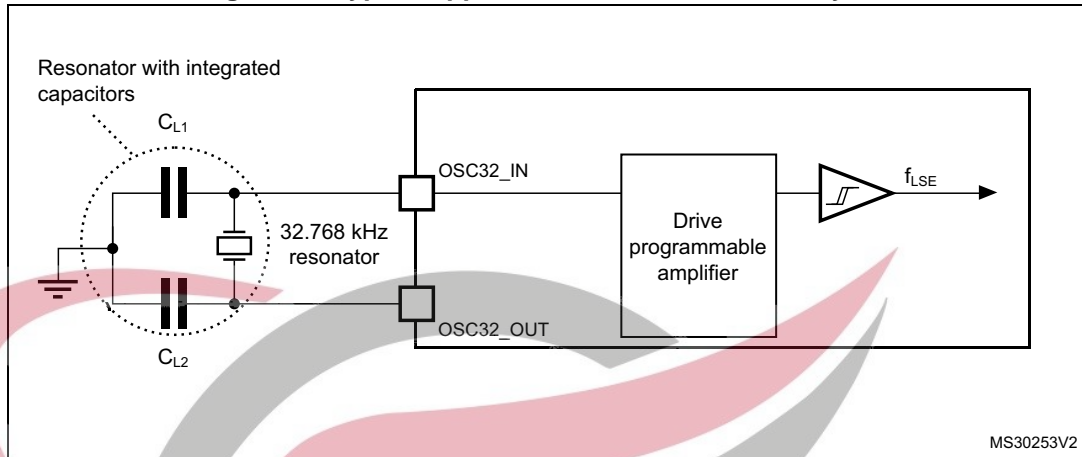 Resonator with integrated
capacitors
C_L1
OSC32_IN
f_LSE
32.768 kHz
resonator
Drive
programmable
amplifier
OSC32_OUT
C_L2
MS30253V2